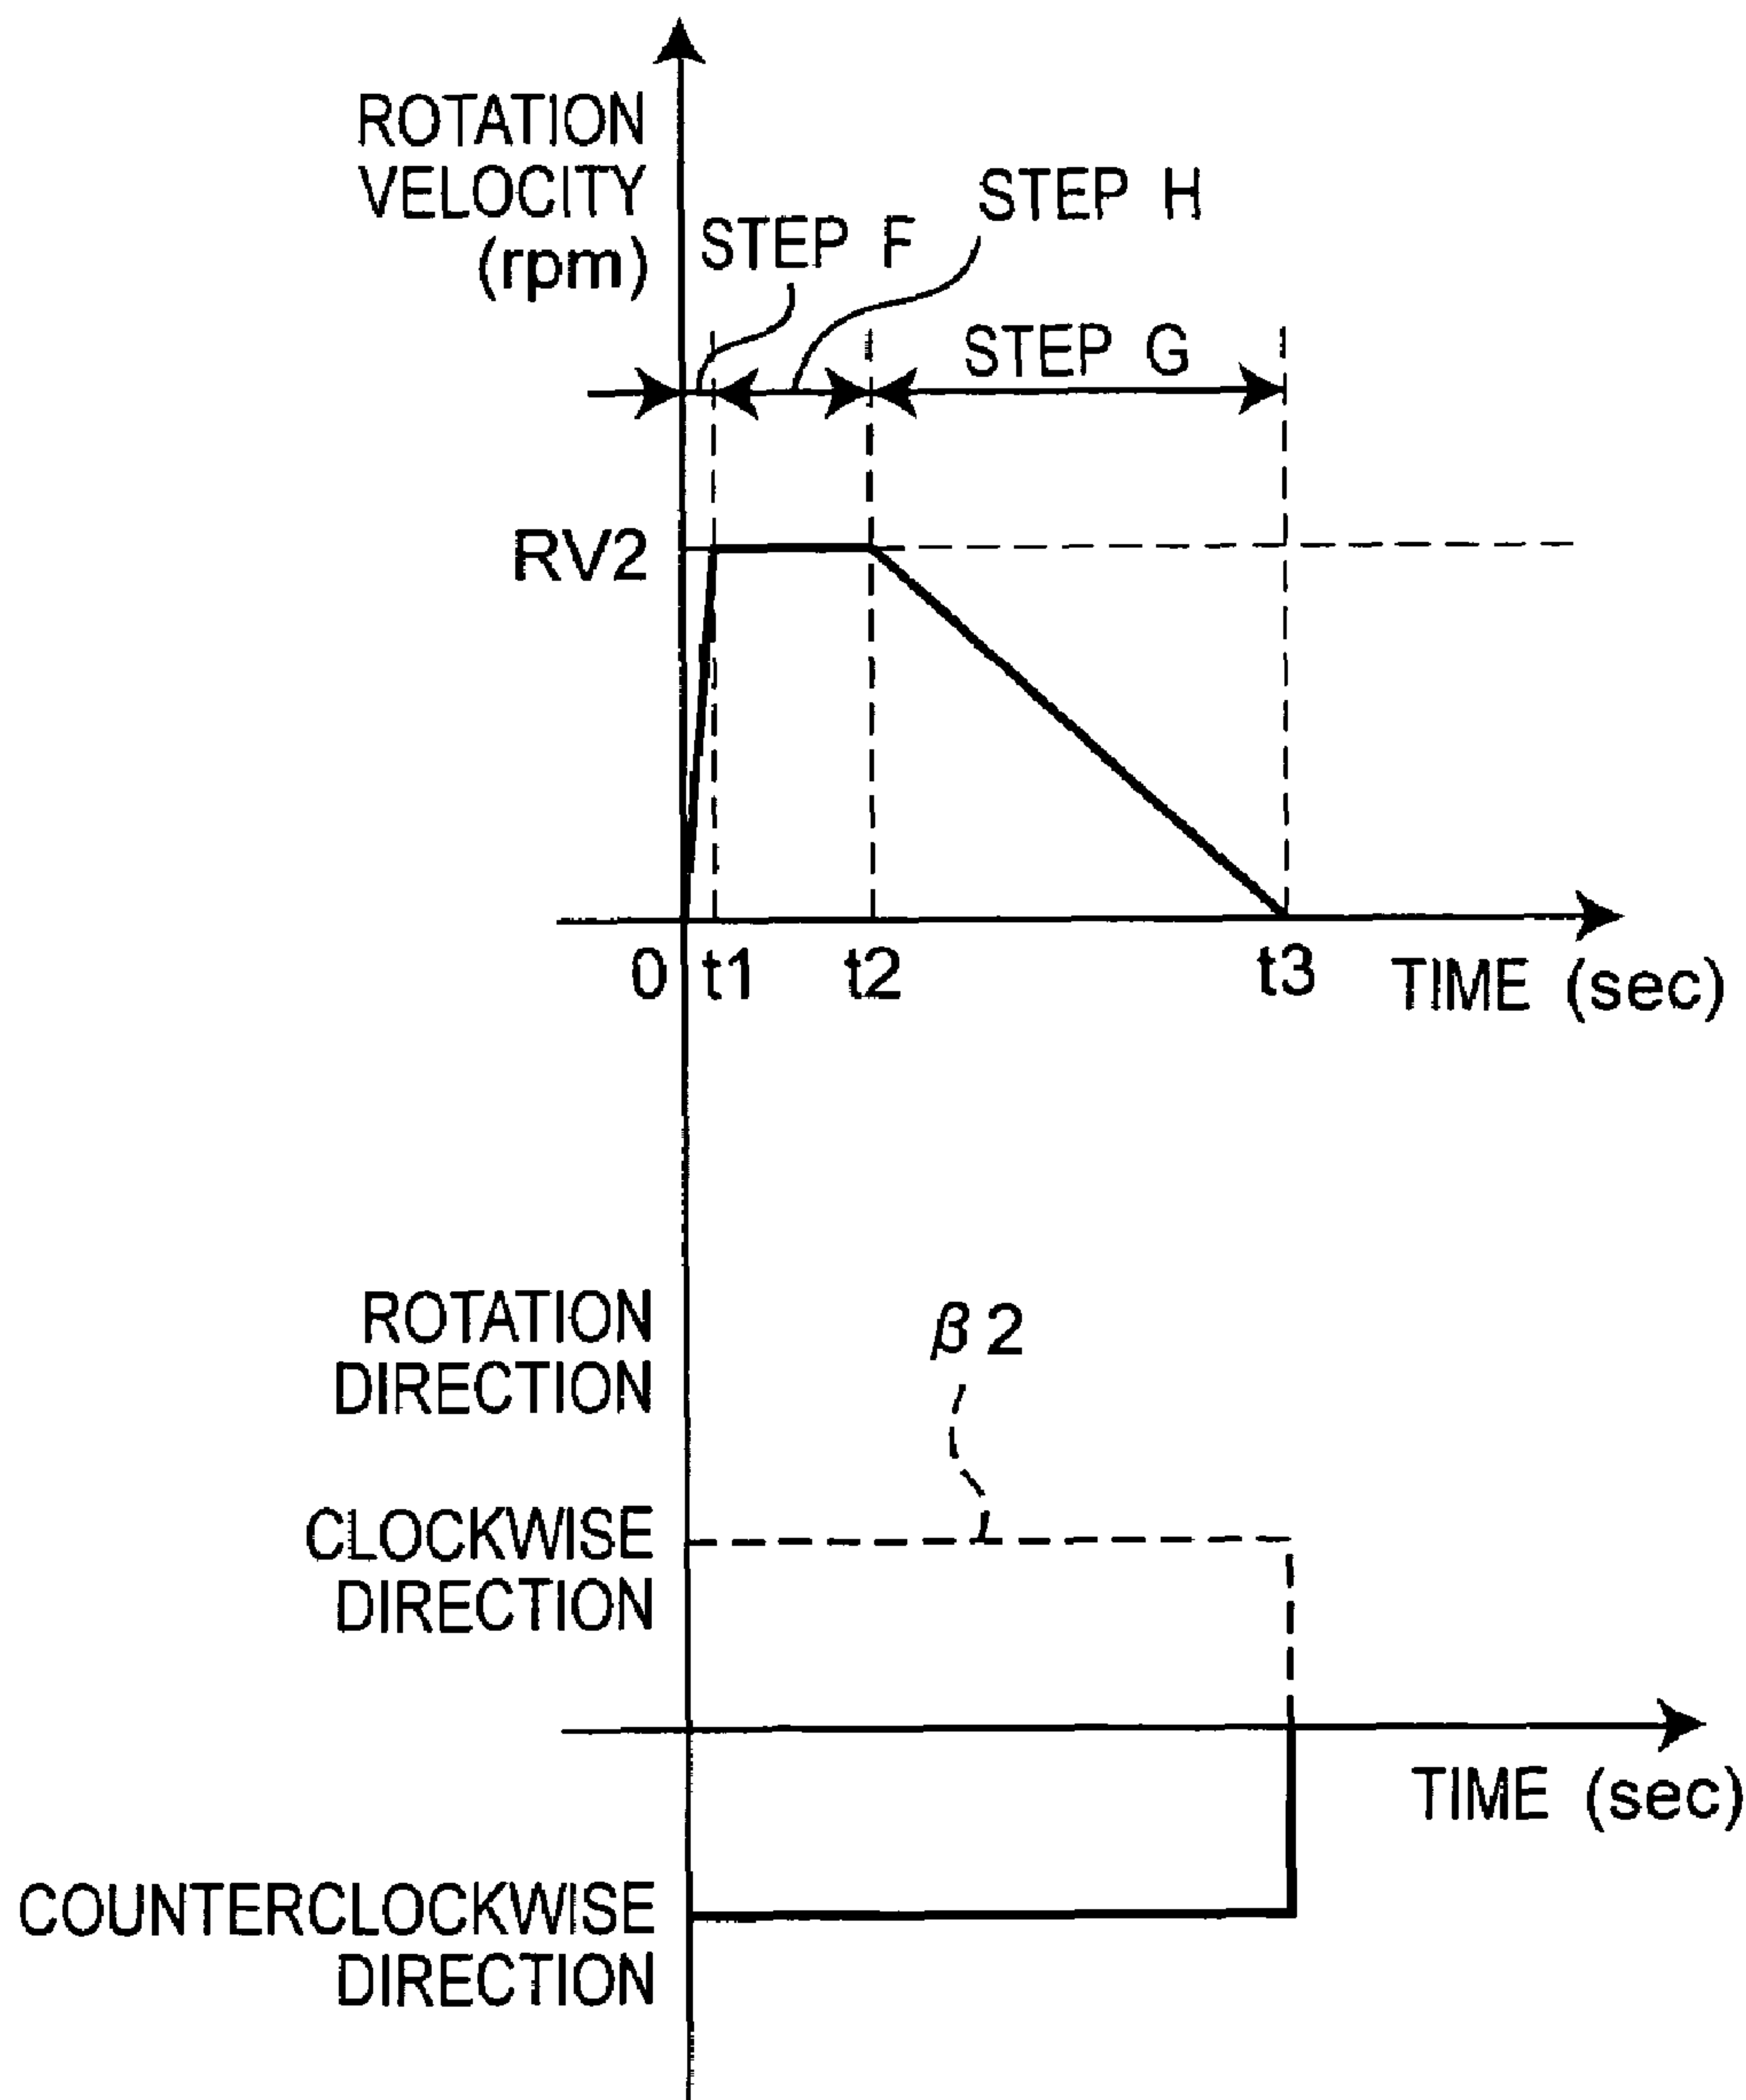 ROTATION
VELOCITY
(rpm)
STEP H
STEP F
STEP G
RV2
0 t1 t2 t3 TIME (sec)
ROTATION
DIRECTION
β2
CLOCKWISE
DIRECTION
TIME (sec)
COUNTERCLOCKWISE
DIRECTION